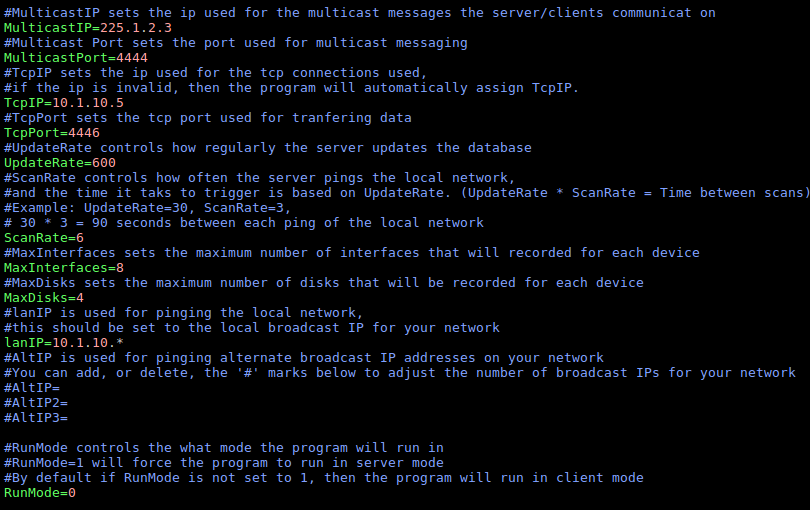 #MulticastIP sets the ip used for the multicast messages the server/clients communicat on
MulticastIP=225.1.2.3
#Multicast Port sets the port used for multicast messaging
MulticastPort=4444
#TcpIP sets the ip used for the tcp connections used,
#if the ip is invalid, then the program will automatically assign TcpIP.
TcpIP=10.1.10.5
#TcpPort sets the tcp port used for tranfering data
TcpPort=4446
#UpdateRate controls how regularly the server updates the database
UpdateRate=600
#ScanRate controls how often the server pings the local network,
#and the time it taks to trigger is based on UpdateRate. (UpdateRate * ScanRate = Time between scans)
#Example: UpdateRate=30, ScanRate=3,
# 30 * 3 = 90 seconds between each ping of the local network
ScanRate=6
#MaxInterfaces sets the maximum number of interfaces that will recorded for each device
MaxInterfaces=8
#MaxDisks sets the maximum number of disks that will be recorded for each device
MaxDisks=4
#lanIP is used for pinging the local network,
#this should be set to the local broadcast IP for your network
lanIP=10.1.10.*
#AltIP is used for pinging alternate broadcast IP addresses on your network
#You can add, or delete, the '#' marks below to adjust the number of broadcast IPs for your network
#AltIP=
#AltIP2=
#AltIP3=
#RunMode controls the what mode the program will run in
#RunMode=1 will force the program to run in server mode
#By default if RunMode is not set to 1, then the program will run in client mode
RunMode=0